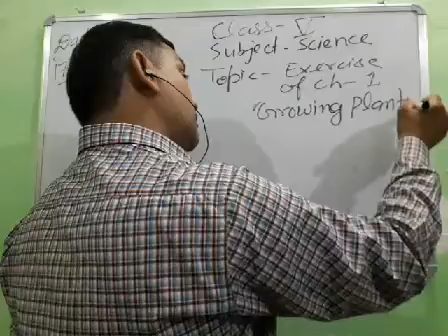 Class- V
Subject - Science
Topic - Exercise
of ch- 1
"Growing Plant